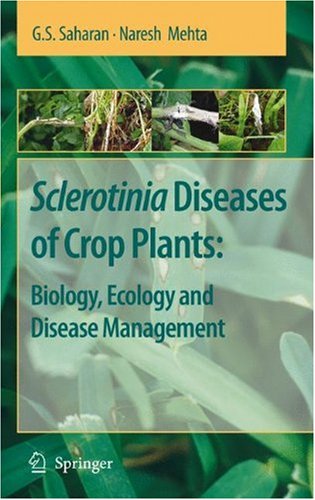 G.S. Saharan · Naresh Mehta
Sclerotinia Diseases
of Crop Plants:
Biology, Ecology and
Disease Management
Springer